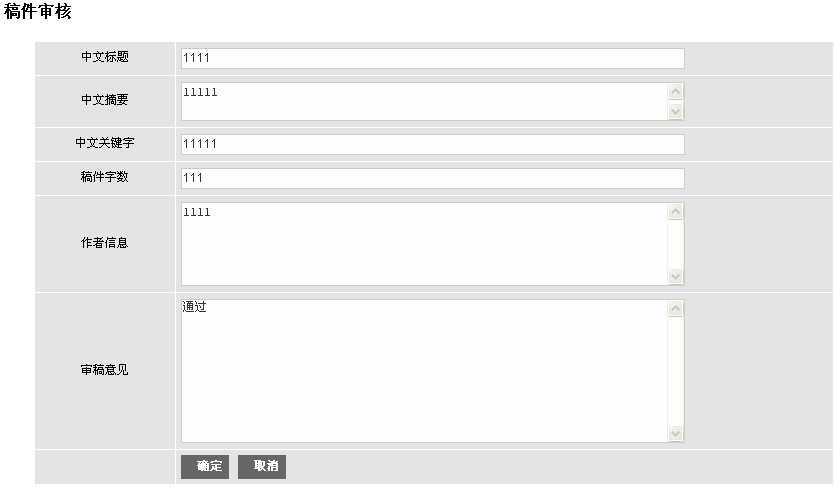 稿件审核
中文标题 1111
中文摘要 11111
中文关键字 11111
稿件字数 111
作者信息 1111
审稿意见 通过
确定 取消